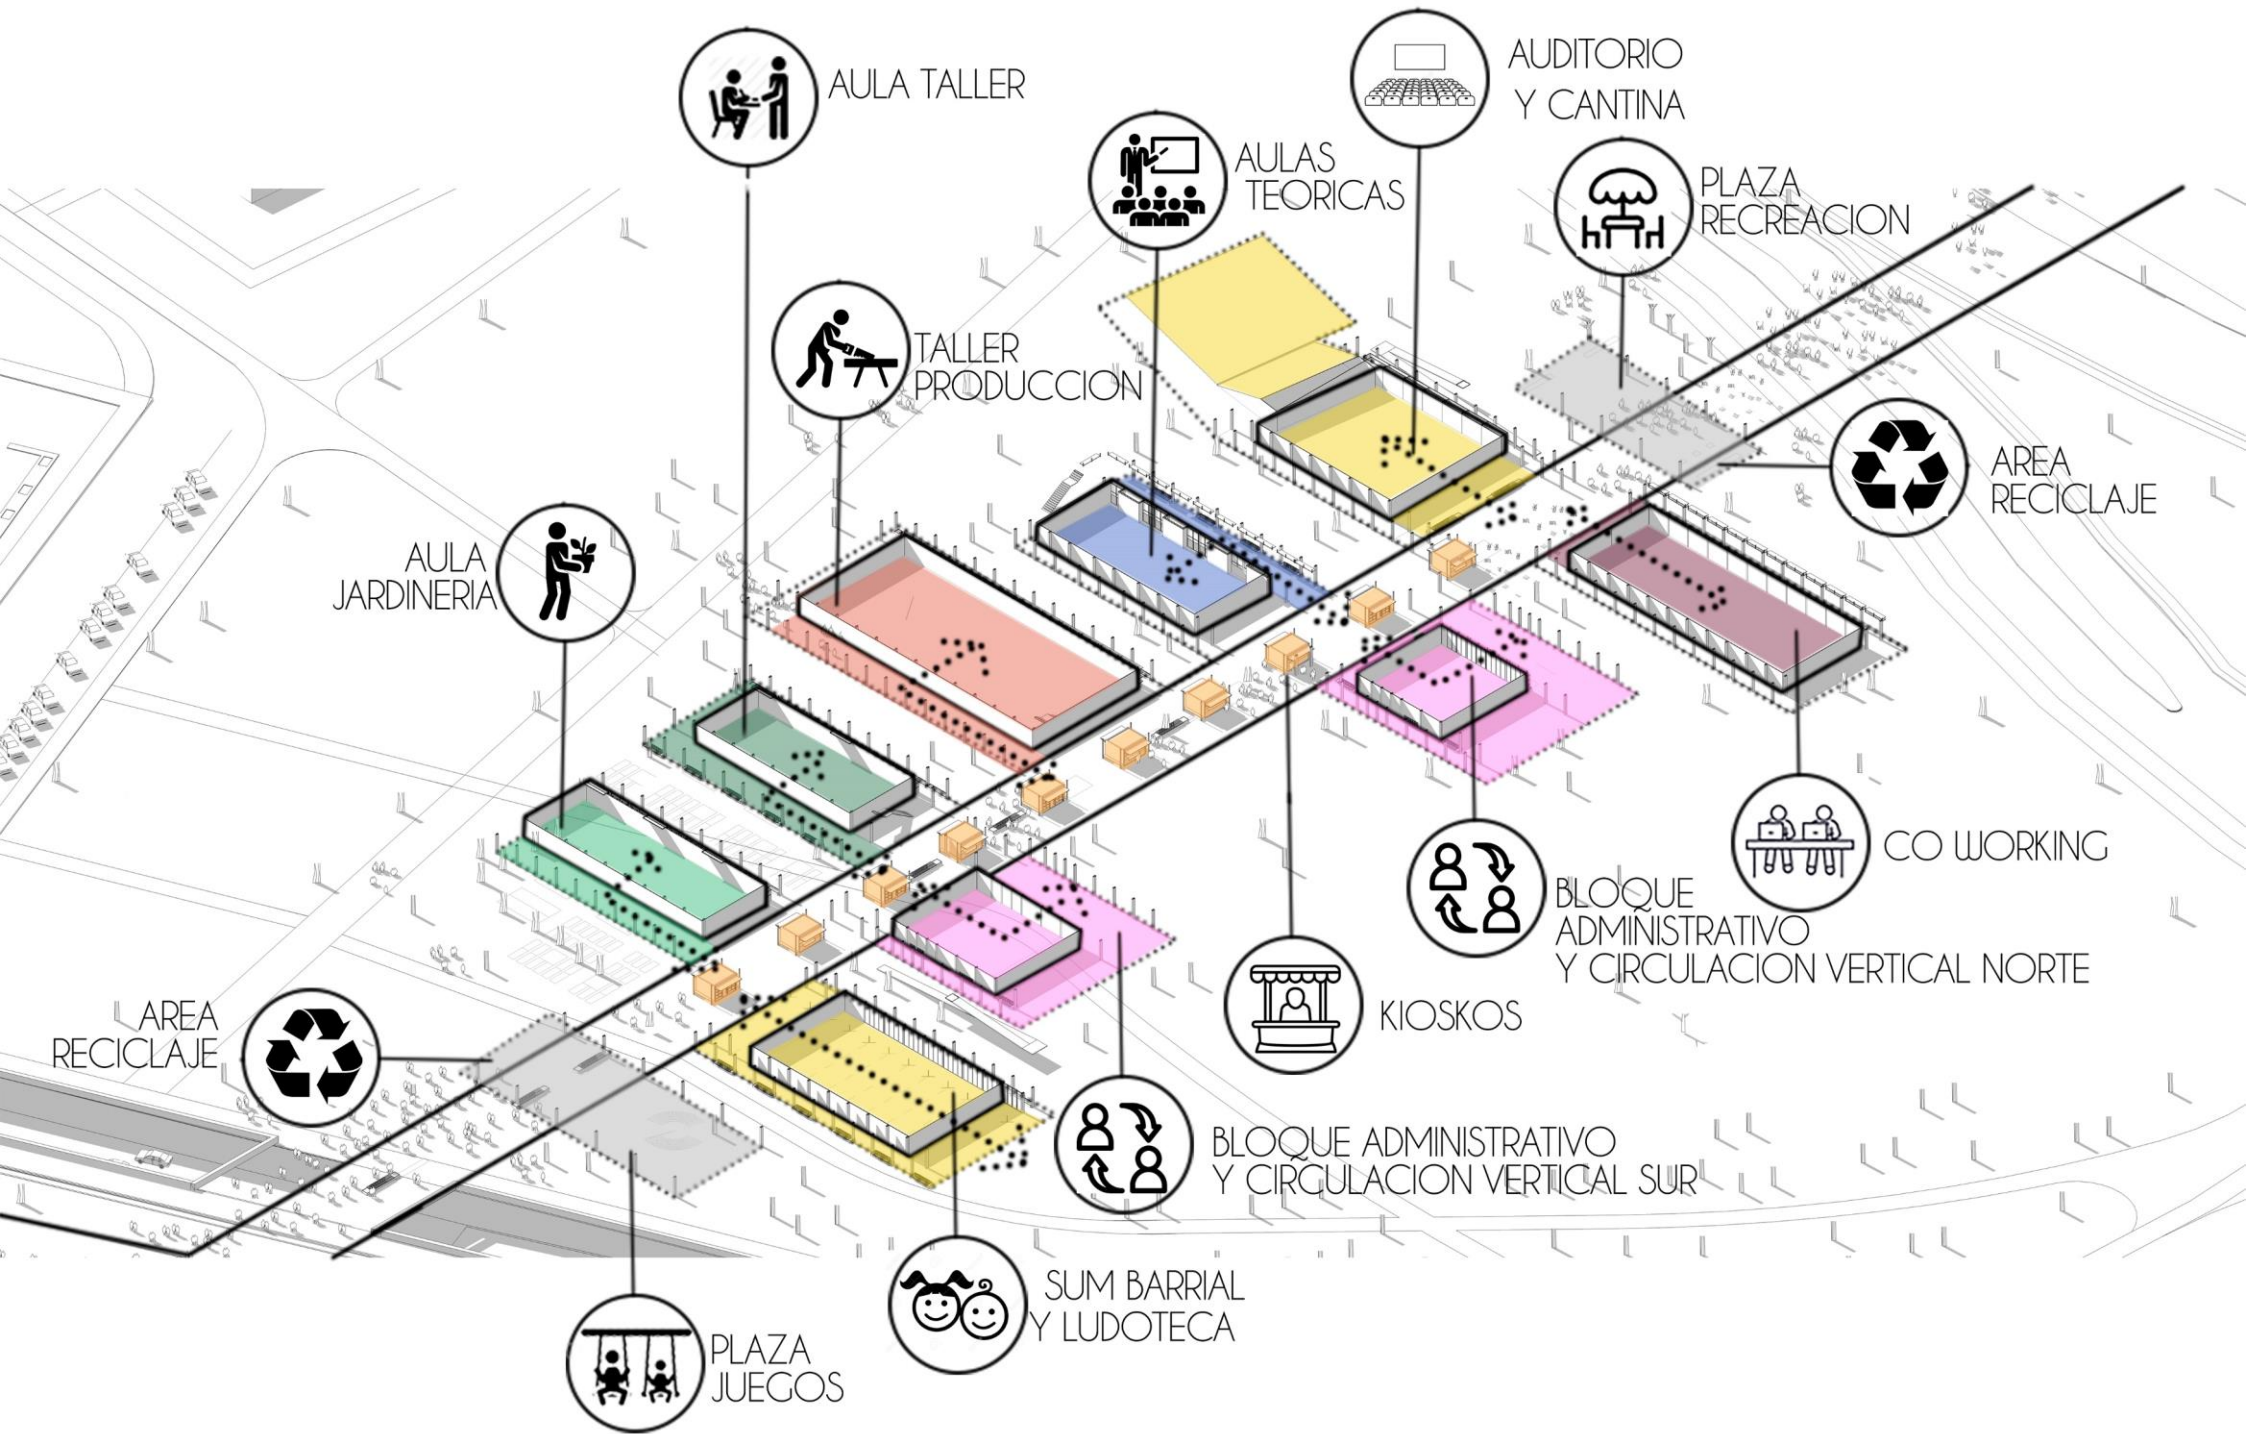 AULA TALLER
AUDITORIO
Y CANTINA
AULAS
TEORICAS
PLAZA
RECREACION
TALLER
PRODUCCION
AREA
RECICLAJE
AULA
JARDINERIA
CO WORKING
BLOQUE
ADMINISTRATIVO
Y CIRCULACION VERTICAL NORTE
KIOSKOS
AREA
RECICLAJE
BLOQUE ADMINISTRATIVO
Y CIRCULACION VERTICAL SUR
SUM BARRIAL
Y LUDOTECA
PLAZA
JUEGOS